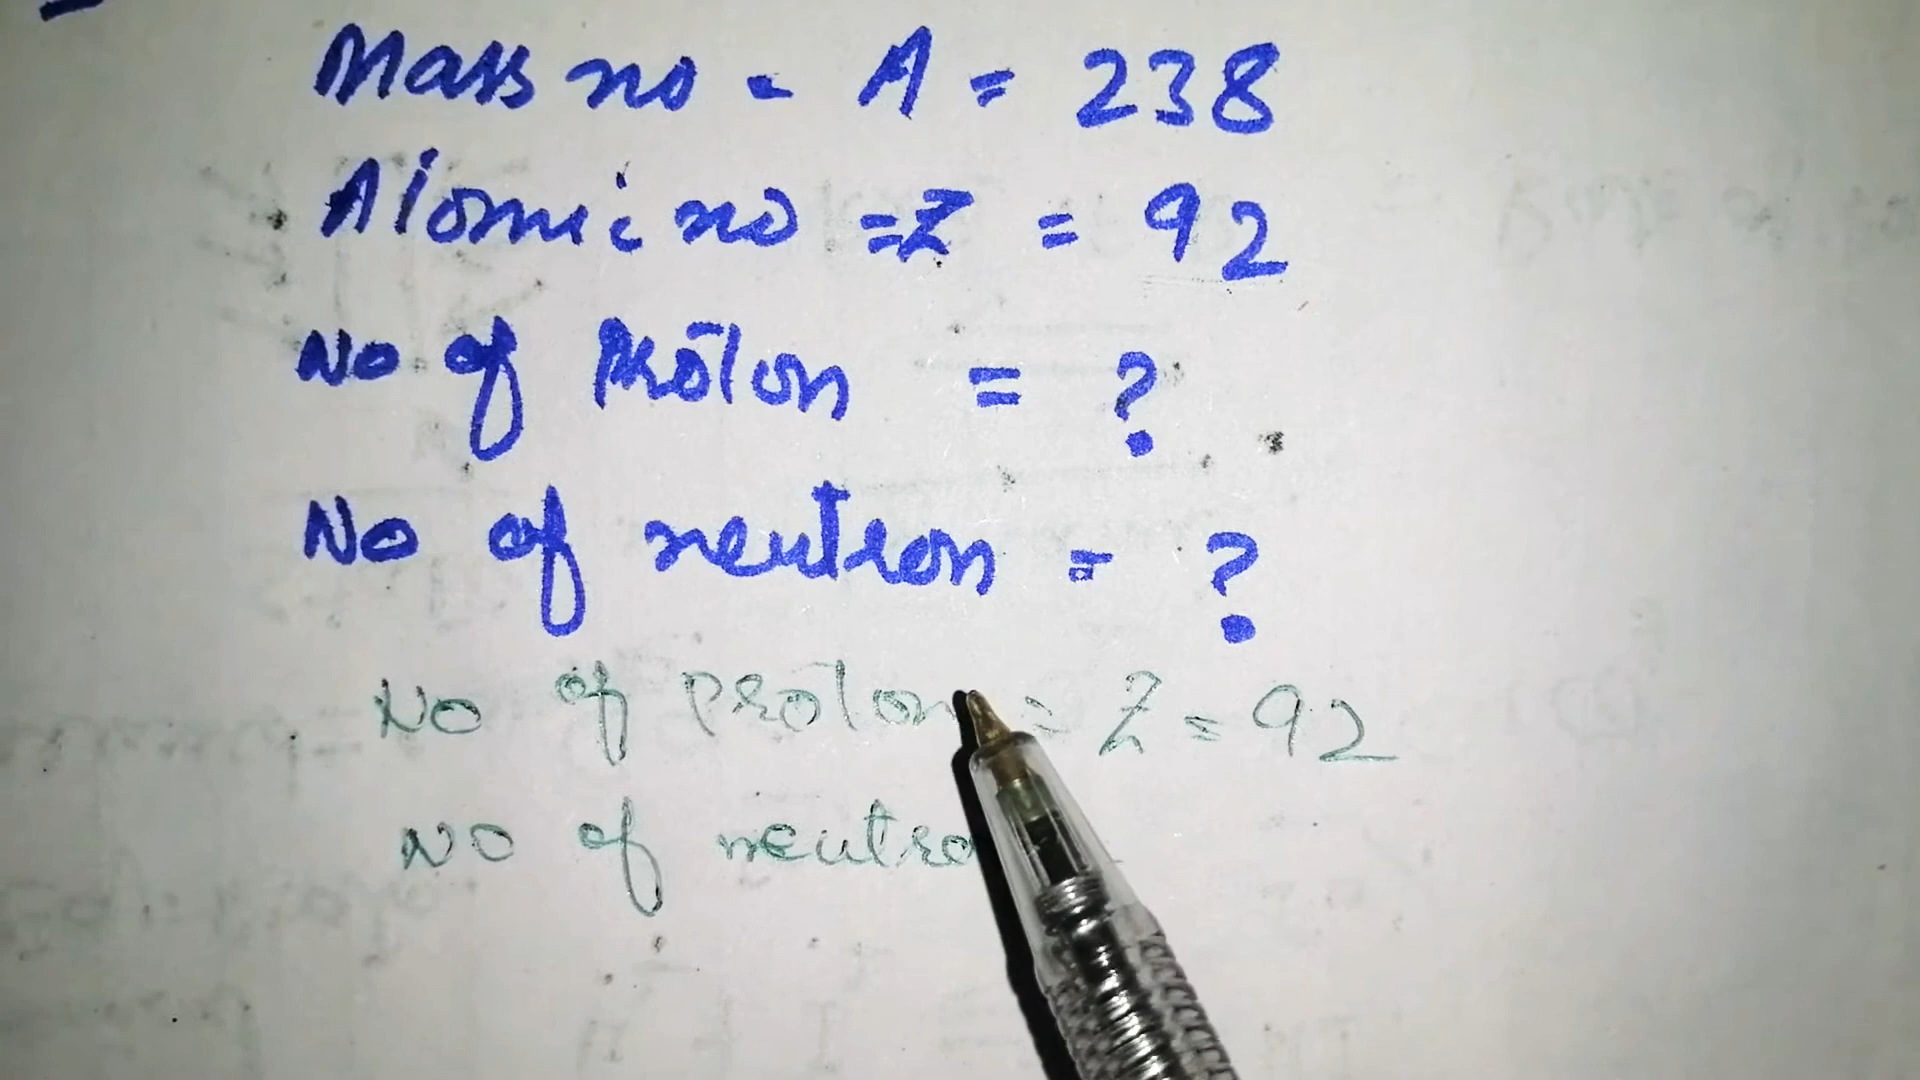 Mass no = A = 238
Atomic no = Z = 92
No of Proton = ?
No of neutron = ?
No of Proton = Z = 92
No of neutro